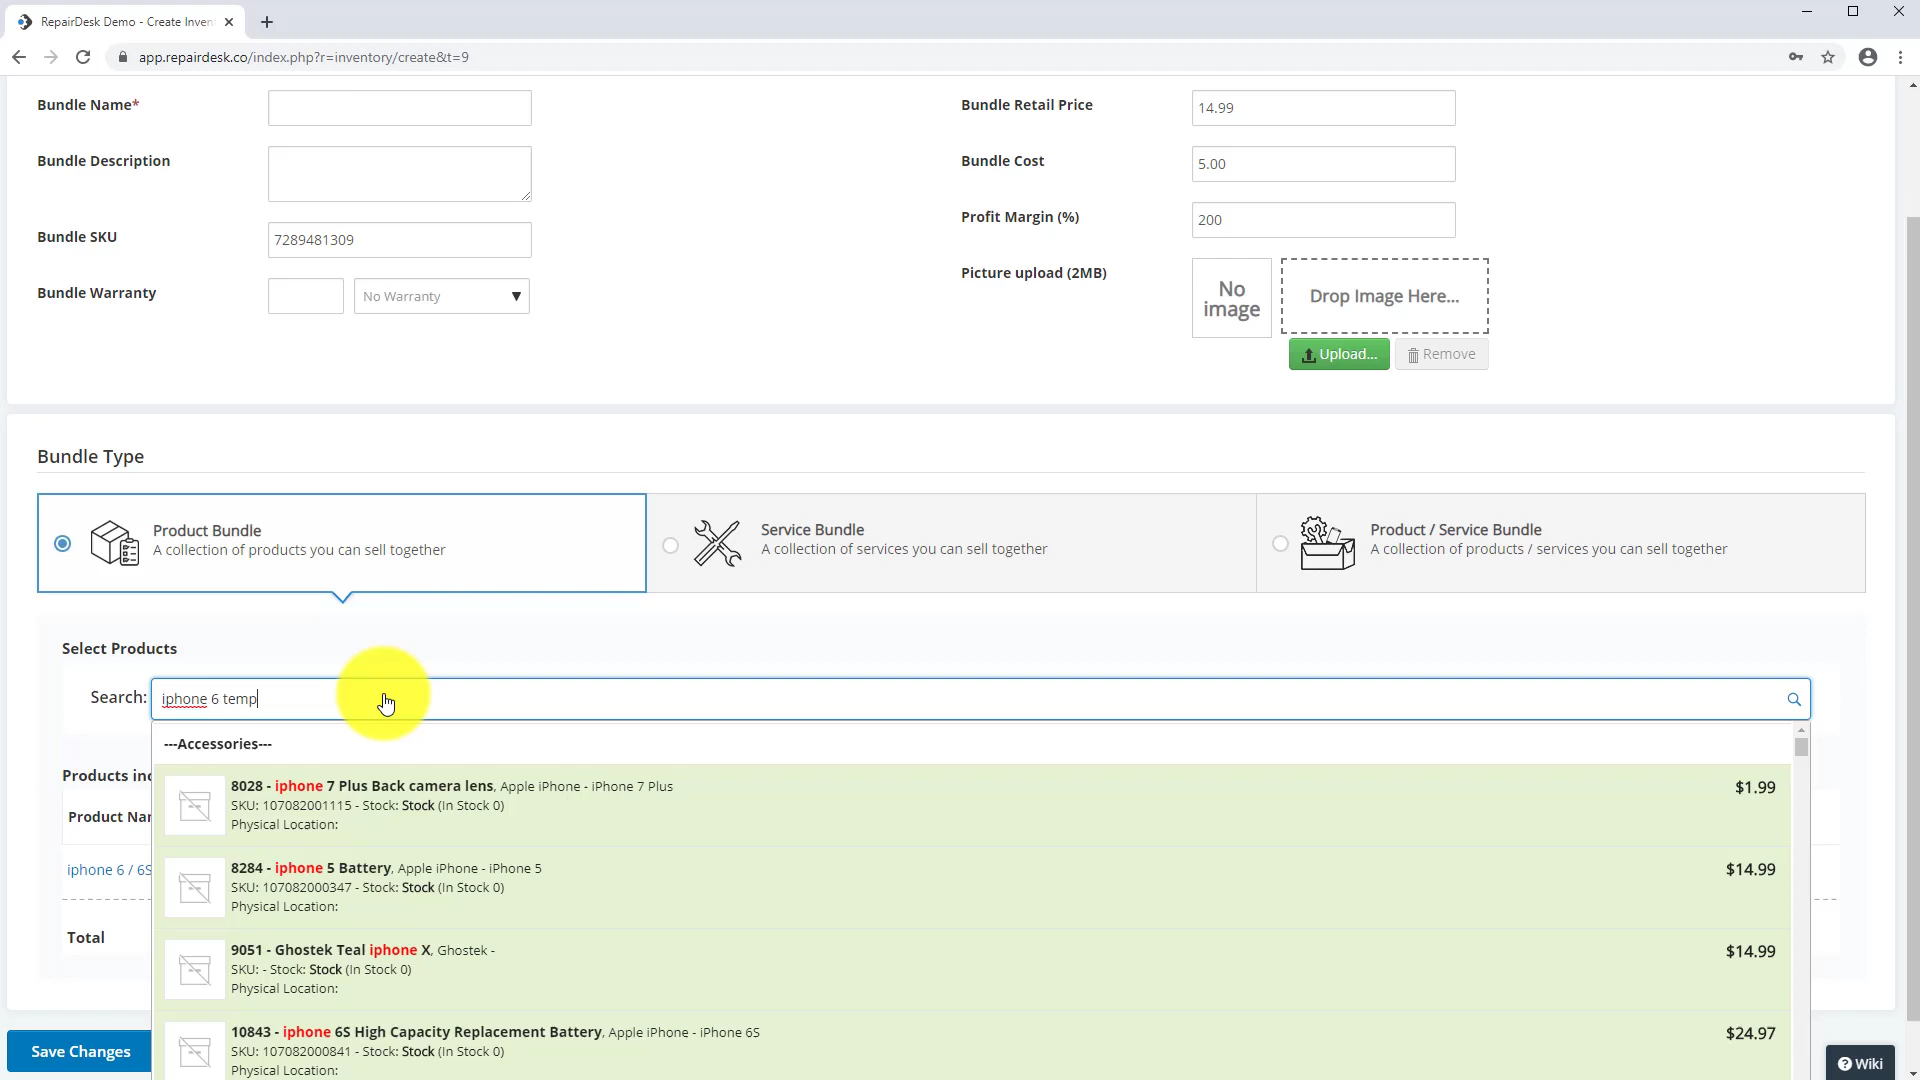 RepairDesk Demo - Create Inven
app.repairdesk.co/index.php?r=inventory/create&t=9
Bundle Name*
Bundle Retail Price
14.99
Bundle Description
Bundle Cost
5.00
Profit Margin (%)
200
Bundle SKU
7289481309
Picture upload (2MB)
No image
Drop Image Here...
Bundle Warranty
No Warranty
Upload...
Remove
Bundle Type
Product Bundle
A collection of products you can sell together
Service Bundle
A collection of services you can sell together
Product / Service Bundle
A collection of products / services you can sell together
Select Products
Search:
iphone 6 temp
---Accessories---
Products inc
8028 - iphone 7 Plus Back camera lens, Apple iPhone - iPhone 7 Plus
$1.99
SKU: 107082001115 - Stock: Stock (In Stock 0)
Physical Location:
Product Nar
8284 - iphone 5 Battery, Apple iPhone - iPhone 5
$14.99
SKU: 107082000347 - Stock: Stock (In Stock 0)
Physical Location:
iphone 6 / 6S
9051 - Ghostek Teal iphone X, Ghostek -
$14.99
SKU: - Stock: Stock (In Stock 0)
Physical Location:
Total
10843 - iphone 6S High Capacity Replacement Battery, Apple iPhone - iPhone 6S
$24.97
SKU: 107082000841 - Stock: Stock (In Stock 0)
Physical Location:
Save Changes
Wiki